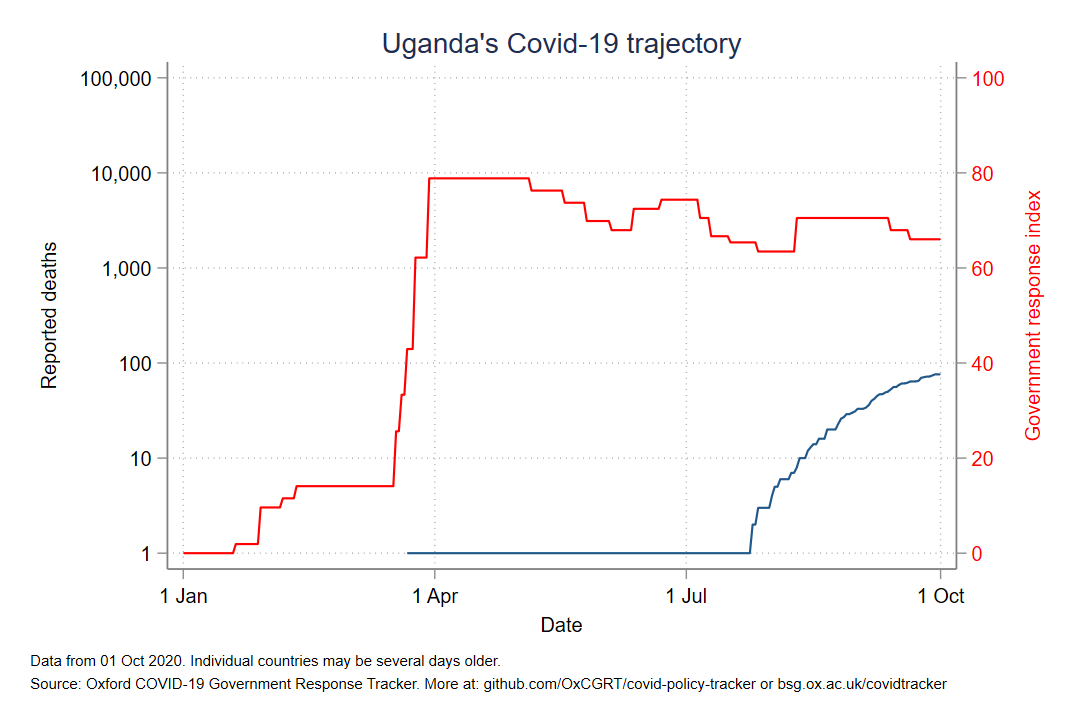 Uganda's Covid-19 trajectory
100,000
10,000
1,000
100
10
1
Reported deaths
100
80
60
40
20
0
Government response index
1 Jan
1 Apr
1 Jul
1 Oct
Date
Data from 01 Oct 2020. Individual countries may be several days older.
Source: Oxford COVID-19 Government Response Tracker. More at: github.com/OxCGRT/covid-policy-tracker or bsg.ox.ac.uk/covidtracker